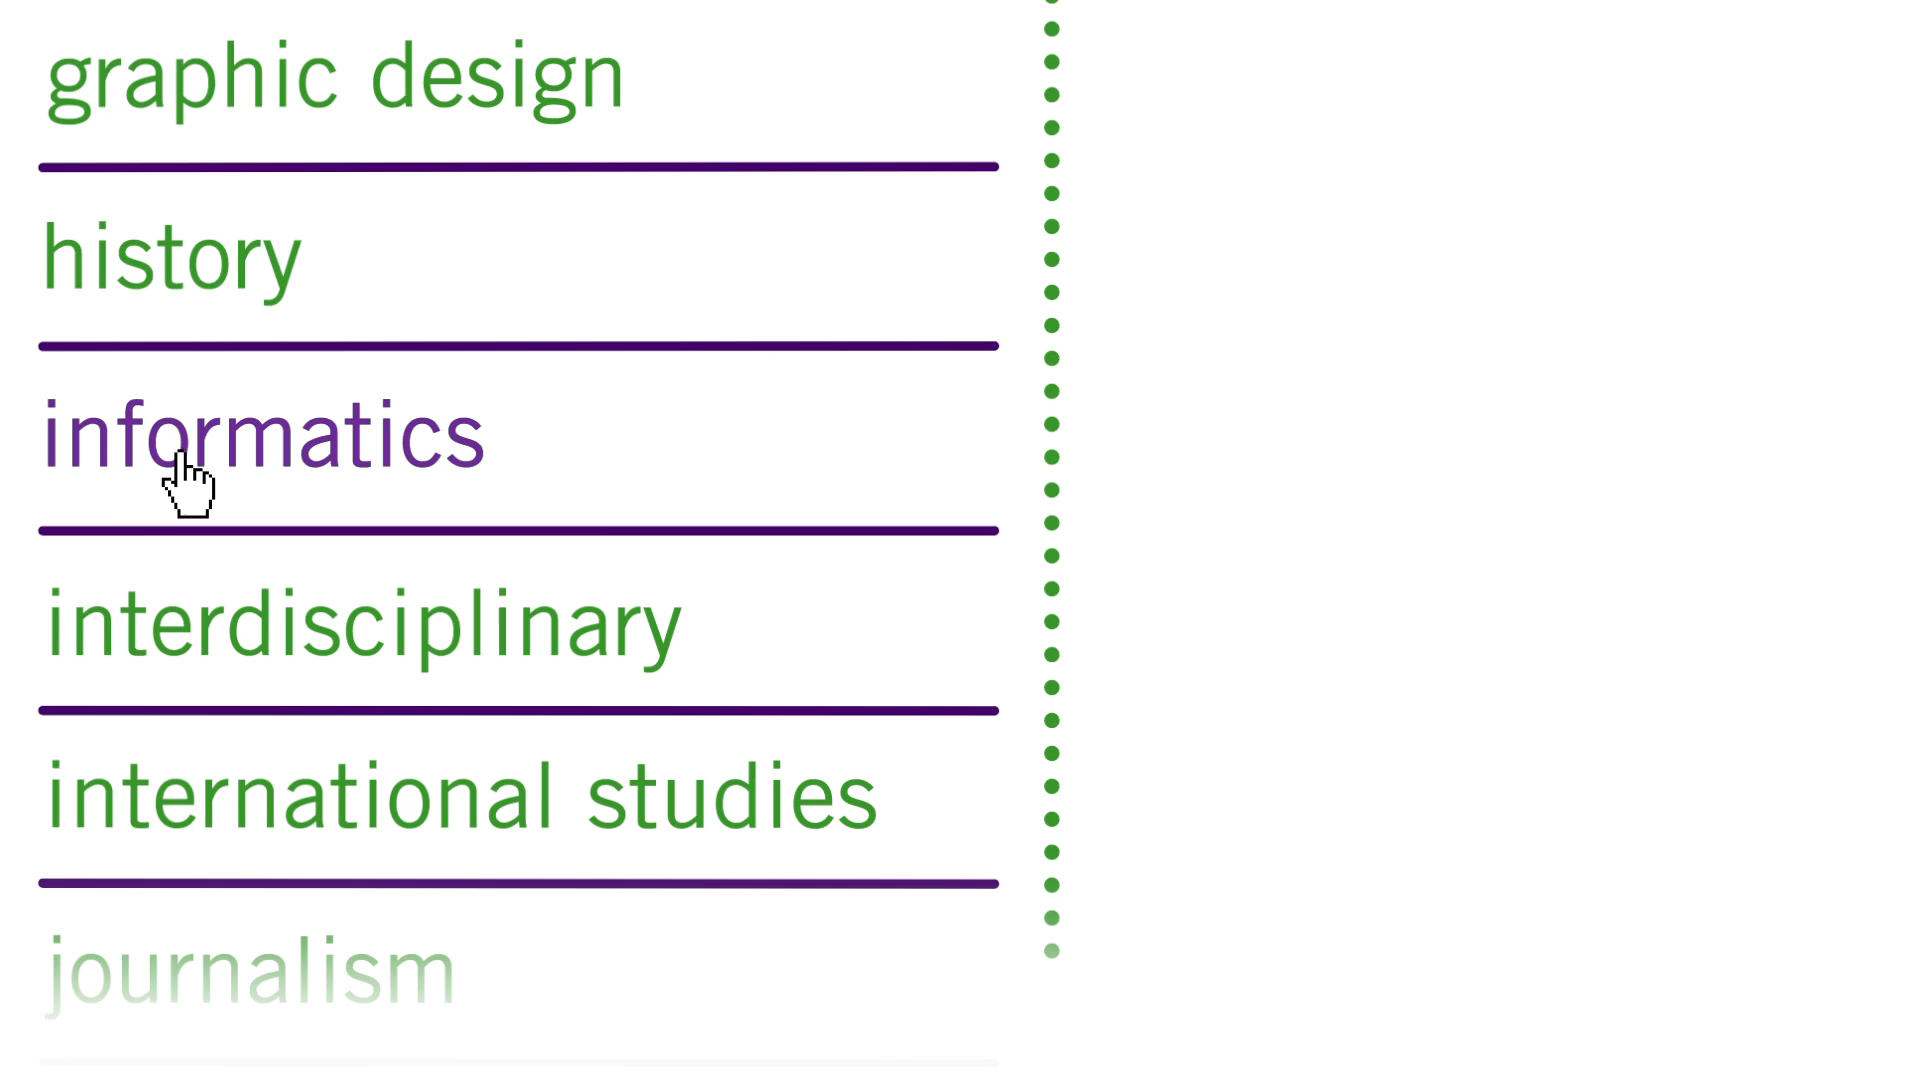 graphic design
history
informatics
interdisciplinary
international studies
journalism